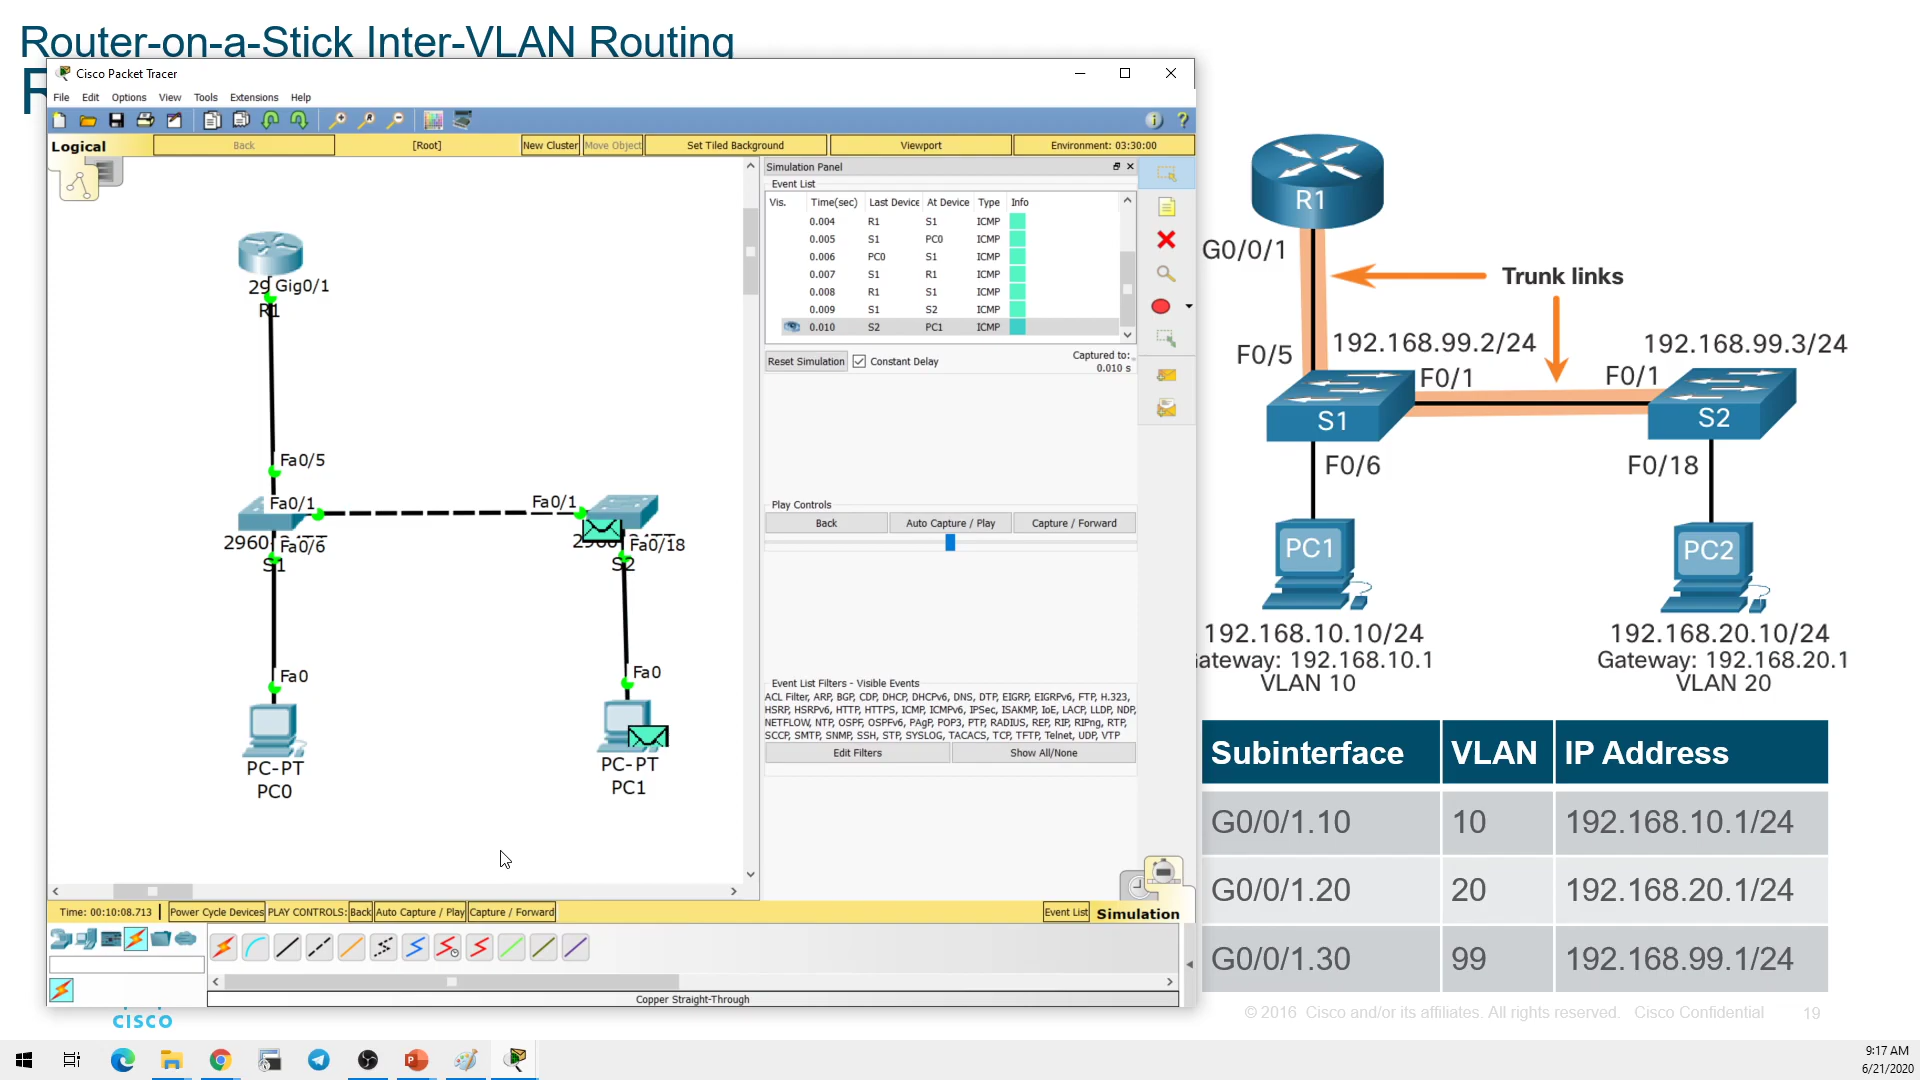 Router-on-a-Stick Inter-VLAN Routing
Cisco Packet Tracer
File Edit Options View Tools Extensions Help
Logical
Back
[Root]
New Cluster
Move Object
Set Tiled Background
Viewport
Environment: 03:30:00
29 Gig0/1
R1
Fa0/5
Fa0/1
2960
Fa0/6
S1
Fa0/1
Fa0/18
S2
Fa0
PC-PT
PC0
Fa0
PC-PT
PC1
Simulation Panel
Event List
Vis. Time(sec) Last Device At Device Type Info
0.004 R1 S1 ICMP
0.005 S1 PC0 ICMP
0.006 PC0 S1 ICMP
0.007 S1 R1 ICMP
0.008 R1 S1 ICMP
0.009 S1 S2 ICMP
0.010 S2 PC1 ICMP
Reset Simulation
Constant Delay
Captured to:
0.010 s
Play Controls
Back
Auto Capture / Play
Capture / Forward
Event List Filters - Visible Events
ACL Filter, ARP, BGP, CDP, DHCP, DHCPv6, DNS, DTP, EIGRP, EIGRPv6, FTP, H.323,
HSRP, HSRPv6, HTTP, HTTPS, ICMP, ICMPv6, IPSec, ISAKMP, IoE, LACP, LLDP, NDP,
NETFLOW, NTP, OSPF, OSPFv6, PAgP, POP3, PTP, RADIUS, REP, RIP, RIPng, RTP,
SCCP, SMTP, SNMP, SSH, STP, SYSLOG, TACACS, TCP, TFTP, Telnet, UDP, VTP
Edit Filters
Show All/None
Time: 00:10:08.713
Power Cycle Devices
PLAY CONTROLS:
Back
Auto Capture / Play
Capture / Forward
Event List
Simulation
Copper Straight-Through
R1
G0/0/1
Trunk links
F0/5
192.168.99.2/24
192.168.99.3/24
F0/1
F0/1
S1
S2
F0/6
F0/18
PC1
PC2
192.168.10.10/24
ateway: 192.168.10.1
VLAN 10
192.168.20.10/24
Gateway: 192.168.20.1
VLAN 20
Subinterface VLAN IP Address
G0/0/1.10 10 192.168.10.1/24
G0/0/1.20 20 192.168.20.1/24
G0/0/1.30 99 192.168.99.1/24
CISCO
© 2016 Cisco and/or its affiliates. All rights reserved. Cisco Confidential 19
9:17 AM
6/21/2020